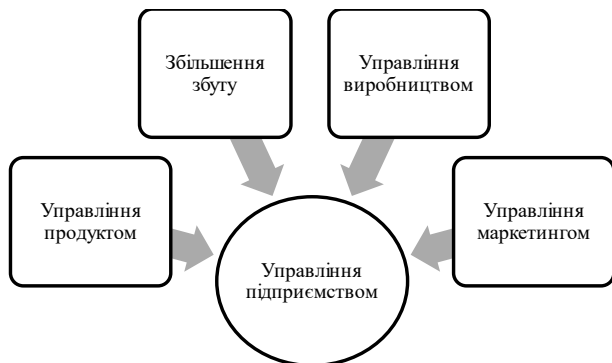 Збільшення
збуту
Управління
виробництвом
Управління
продуктом
Управління
маркетингом
Управління
підприємством